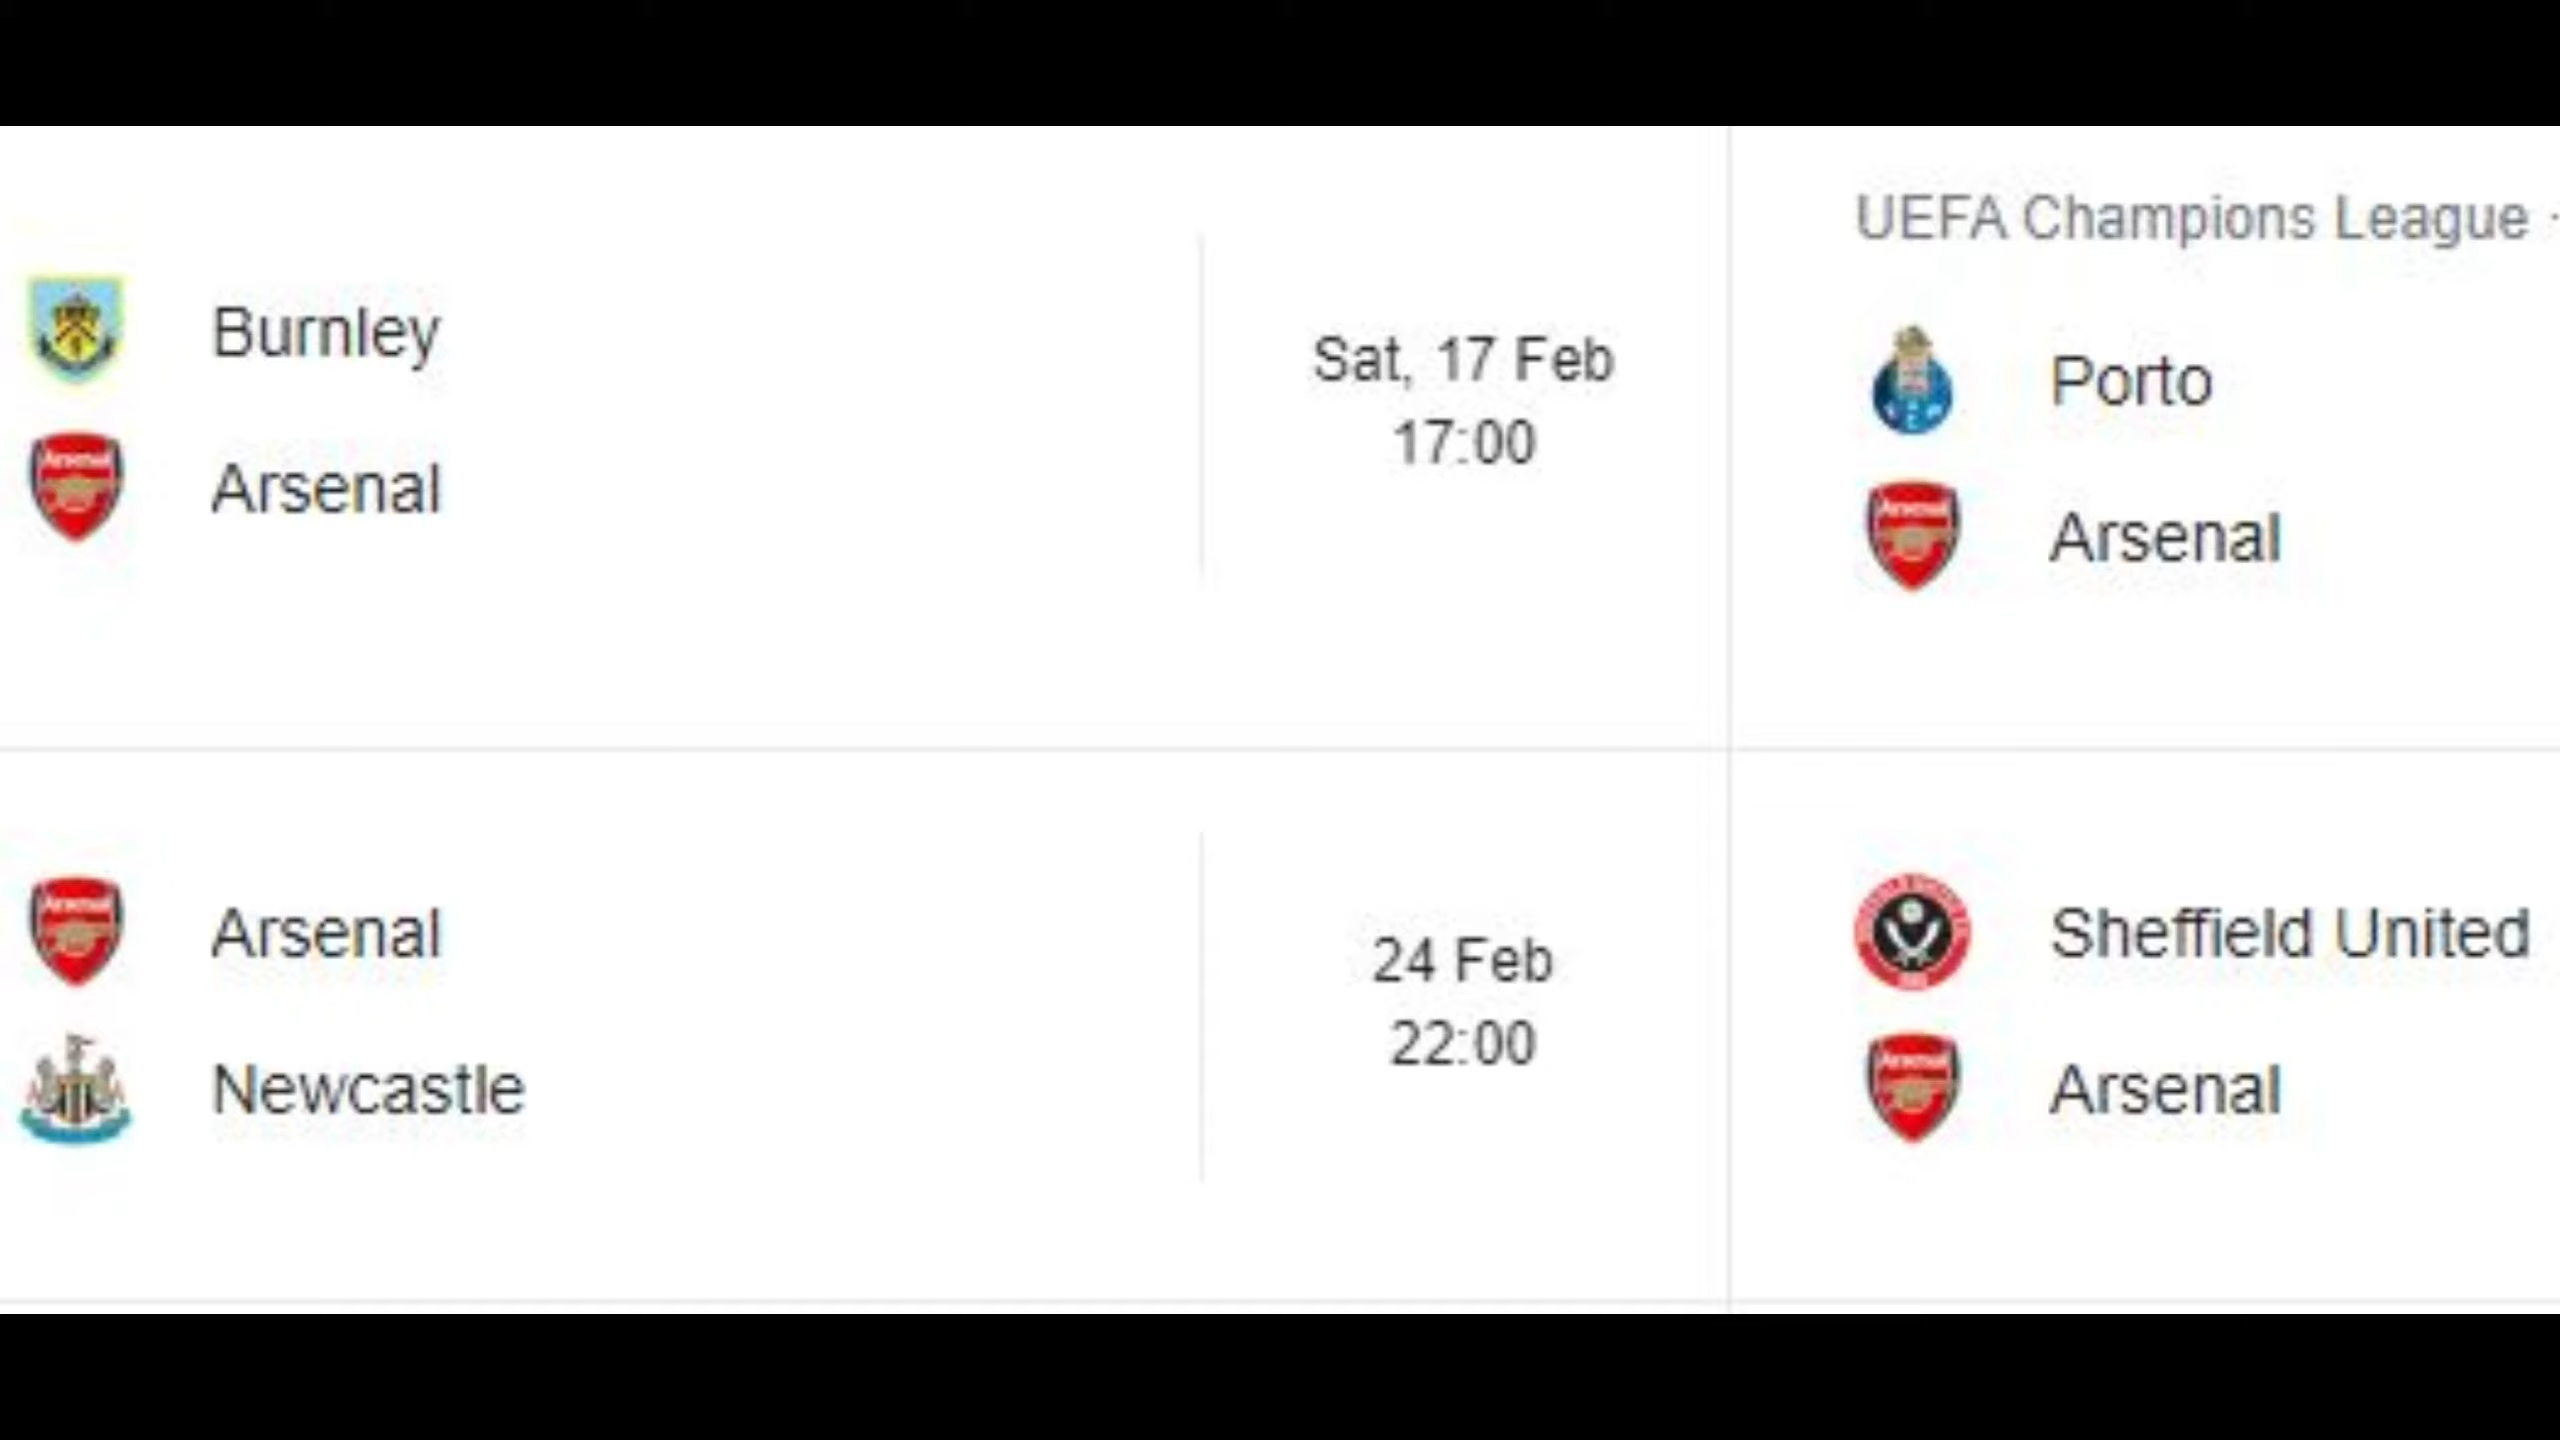 Burnley
Arsenal
Sat, 17 Feb
17:00
UEFA Champions League ·
Porto
Arsenal
Arsenal
Newcastle
24 Feb
22:00
Sheffield United
Arsenal